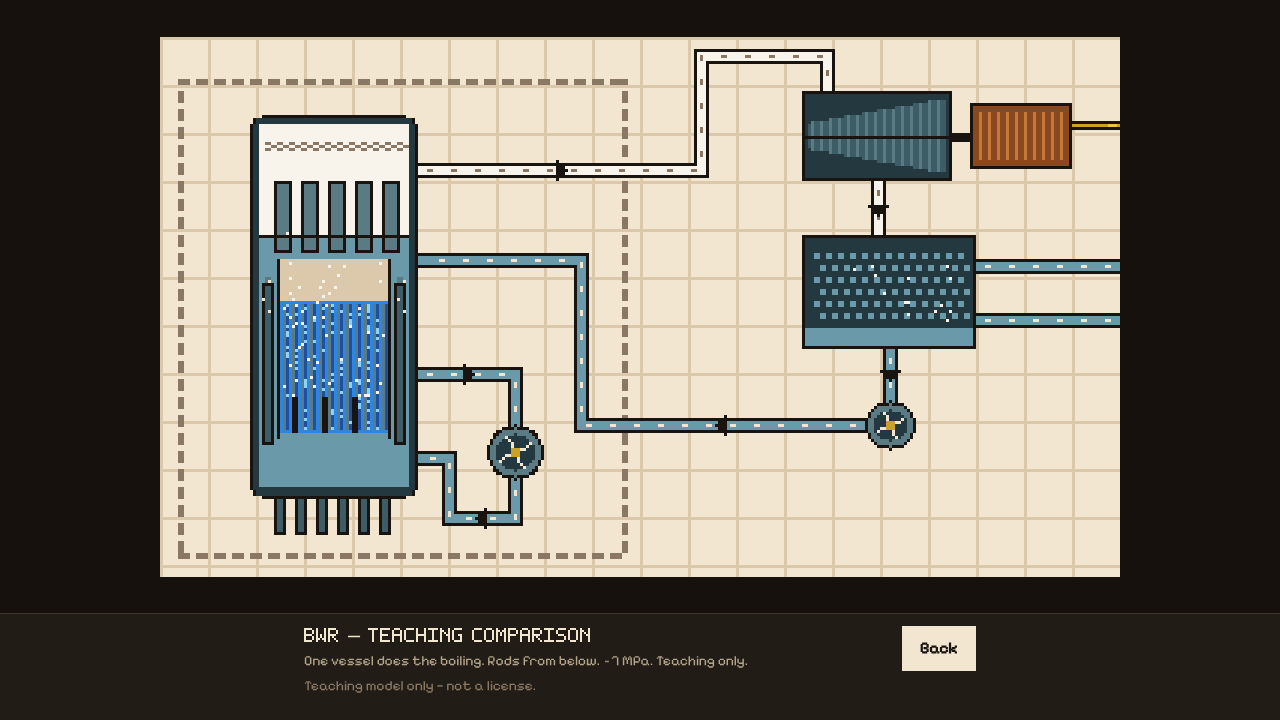 BWR — TEACHING COMPARISON
One vessel does the boiling. Rods from below. ~7 MPa. Teaching only.
Teaching model only — not a license.
Back